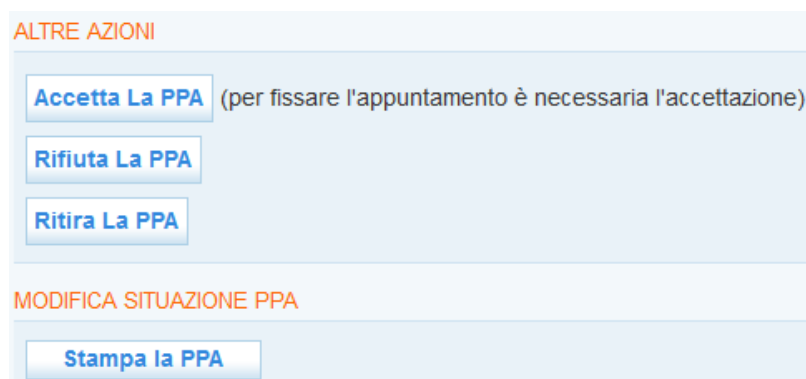 ALTRE AZIONI
Accetta La PPA (per fissare l'appuntamento è necessaria l'accettazione)
Rifiuta La PPA
Ritira La PPA
MODIFICA SITUAZIONE PPA
Stampa la PPA